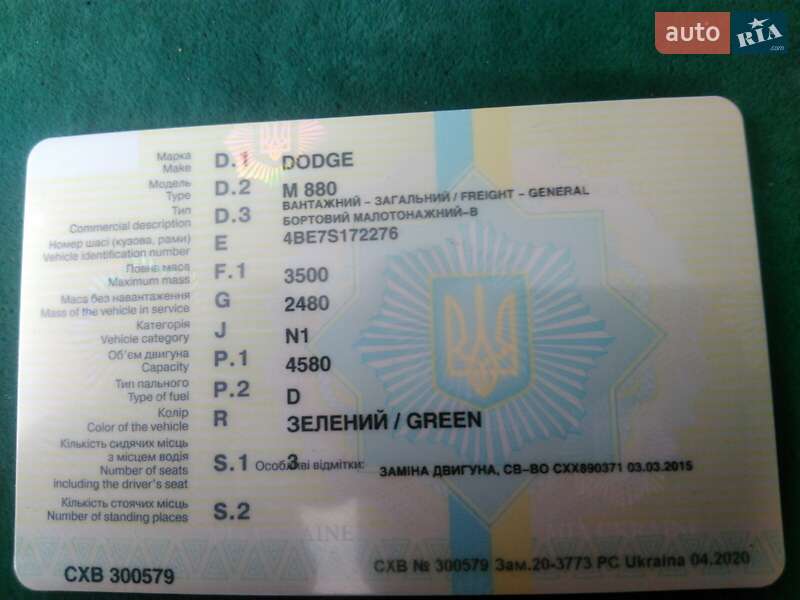 auto RIA .com
Марка
Make D.1 DODGE
Модель
Type D.2 M 880
ВАНТАЖНИЙ - ЗАГАЛЬНИЙ / FREIGHT - GENERAL
Тип
Commercial description D.3 БОРТОВИЙ МАЛОТОНАЖНИЙ-В
Номер шасі (кузова, рами)
Vehicle identification number E 4BE7S172276
Повна маса
Maximum mass F.1 3500
Маса без навантаження
Mass of the vehicle in service G 2480
Категорія
Vehicle category J N1
Об'єм двигуна
Capacity P.1 4580
Тип пального
Type of fuel P.2 D
Колір
Color of the vehicle R ЗЕЛЕНИЙ / GREEN
Кількість сидячих місць
з місцем водія
Number of seats
including the driver's seat S.1 3 Особливі відмітки: ЗАМІНА ДВИГУНА, СВ-ВО СХХ890371 03.03.2015
Кількість стоячих місць
Number of standing places S.2
СХВ 300579
СХВ № 300579 Зам.20-3773 PC Ukraina 04.2020